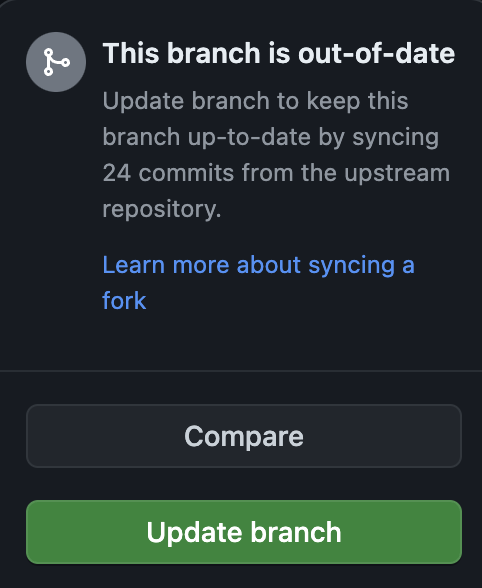 This branch is out-of-date
Update branch to keep this
branch up-to-date by syncing
24 commits from the upstream
repository.
Learn more about syncing a
fork
Compare
Update branch